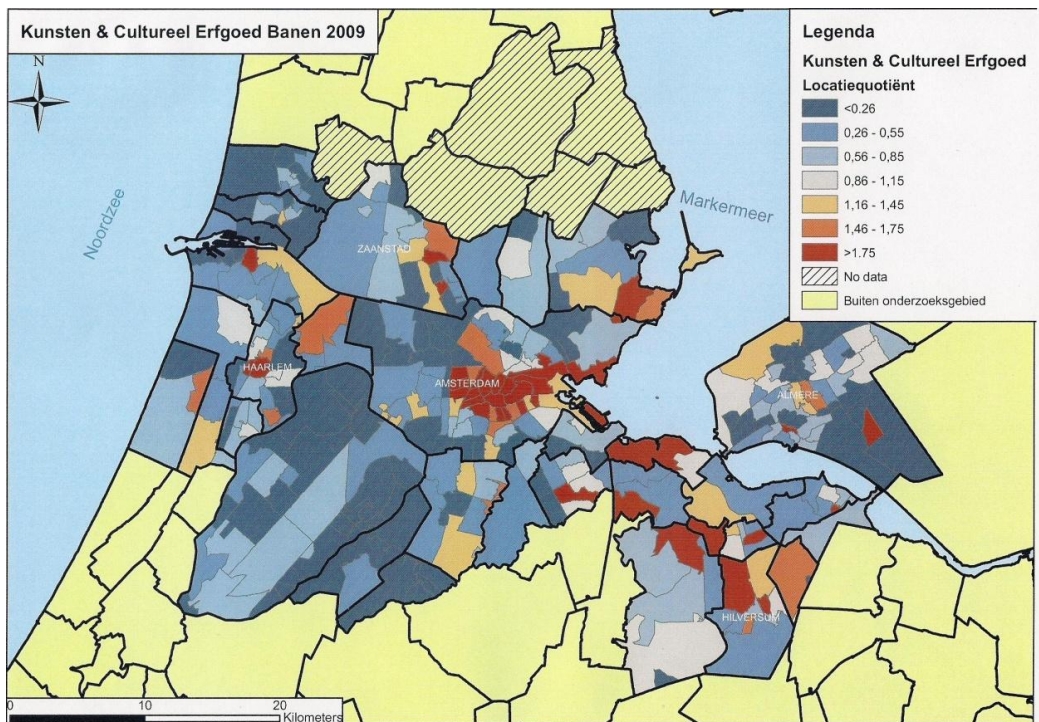 Kunsten & Cultureel Erfgoed Banen 2009
N
Noordzee
Markermeer
ZAANSTAD
HAARLEM
AMSTERDAM
ALMERE
HILVERSUM
Legenda
Kunsten & Cultureel Erfgoed
Locatiequotiënt
<0.26
0,26 - 0,55
0,56 - 0,85
0,86 - 1,15
1,16 - 1,45
1,46 - 1,75
>1.75
No data
Buiten onderzoeksgebied
0 10 20
Kilometers